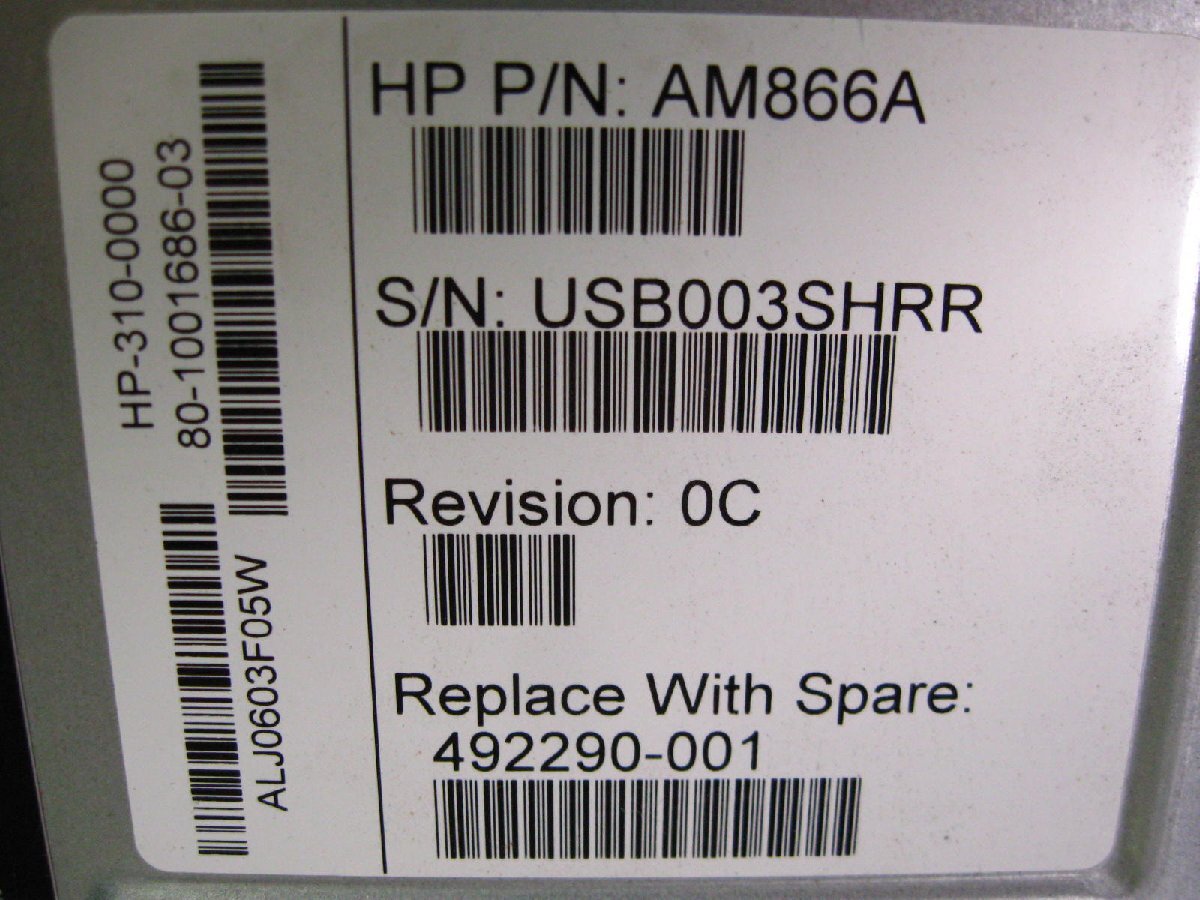 HP-310-0000
80-1001686-03
ALJ0603F05W
HP P/N: AM866A
S/N: USB003SHRR
Revision: 0C
Replace With Spare:
492290-001